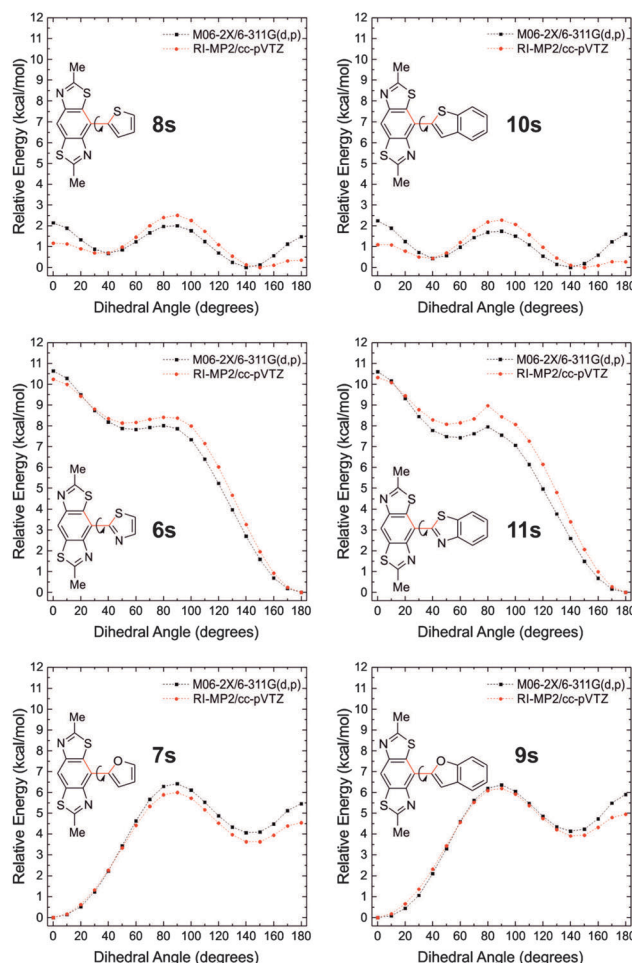 M06-2X/6-311G(d,p)
RI-MP2/cc-pVTZ
12
11
10
9
8
7
6
5
4
3
2
1
0
Relative Energy (kcal/mol)
Me
N
S
S
8s
S
N
Me
0 20 40 60 80 100 120 140 160 180
Dihedral Angle (degrees)
M06-2X/6-311G(d,p)
RI-MP2/cc-pVTZ
12
11
10
9
8
7
6
5
4
3
2
1
0
Relative Energy (kcal/mol)
Me
N
S
S
10s
S
N
Me
0 20 40 60 80 100 120 140 160 180
Dihedral Angle (degrees)
M06-2X/6-311G(d,p)
RI-MP2/cc-pVTZ
12
11
10
9
8
7
6
5
4
3
2
1
0
Relative Energy (kcal/mol)
Me
N
S
S
6s
N
S
N
Me
0 20 40 60 80 100 120 140 160 180
Dihedral Angle (degrees)
M06-2X/6-311G(d,p)
RI-MP2/cc-pVTZ
12
11
10
9
8
7
6
5
4
3
2
1
0
Relative Energy (kcal/mol)
Me
N
S
S
11s
N
S
N
Me
0 20 40 60 80 100 120 140 160 180
Dihedral Angle (degrees)
M06-2X/6-311G(d,p)
RI-MP2/cc-pVTZ
12
11
10
9
8
7
6
5
4
3
2
1
0
Relative Energy (kcal/mol)
Me
N
S
O
7s
S
N
Me
0 20 40 60 80 100 120 140 160 180
Dihedral Angle (degrees)
M06-2X/6-311G(d,p)
RI-MP2/cc-pVTZ
12
11
10
9
8
7
6
5
4
3
2
1
0
Relative Energy (kcal/mol)
Me
N
S
O
9s
S
N
Me
0 20 40 60 80 100 120 140 160 180
Dihedral Angle (degrees)